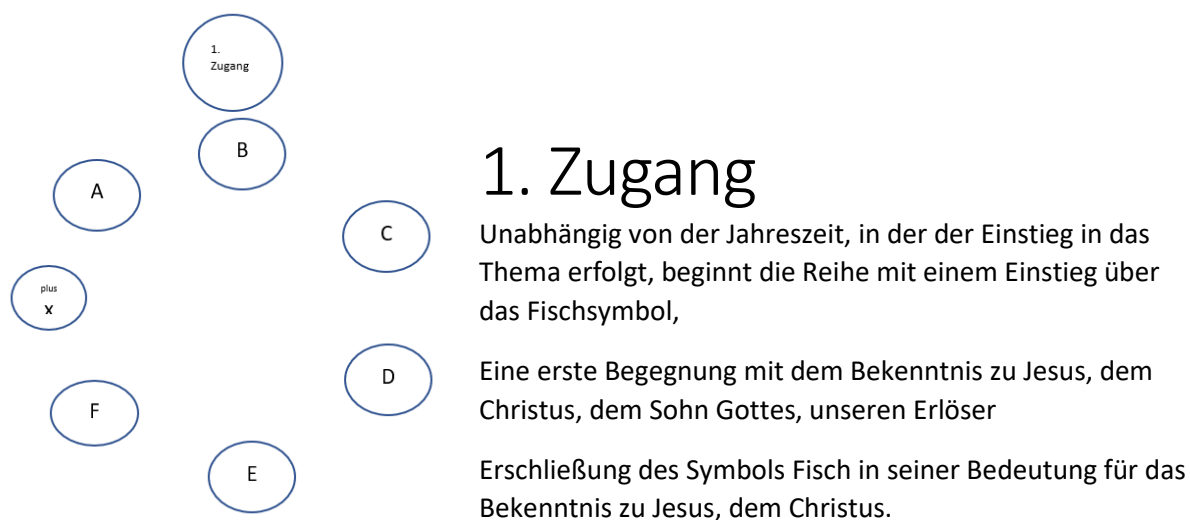 1.
Zugang
B
A
C
plus
x
D
F
E
1. Zugang
Unabhängig von der Jahreszeit, in der der Einstieg in das
Thema erfolgt, beginnt die Reihe mit einem Einstieg über
das Fischsymbol,
Eine erste Begegnung mit dem Bekenntnis zu Jesus, dem
Christus, dem Sohn Gottes, unseren Erlöser
Erschließung des Symbols Fisch in seiner Bedeutung für das
Bekenntnis zu Jesus, dem Christus.